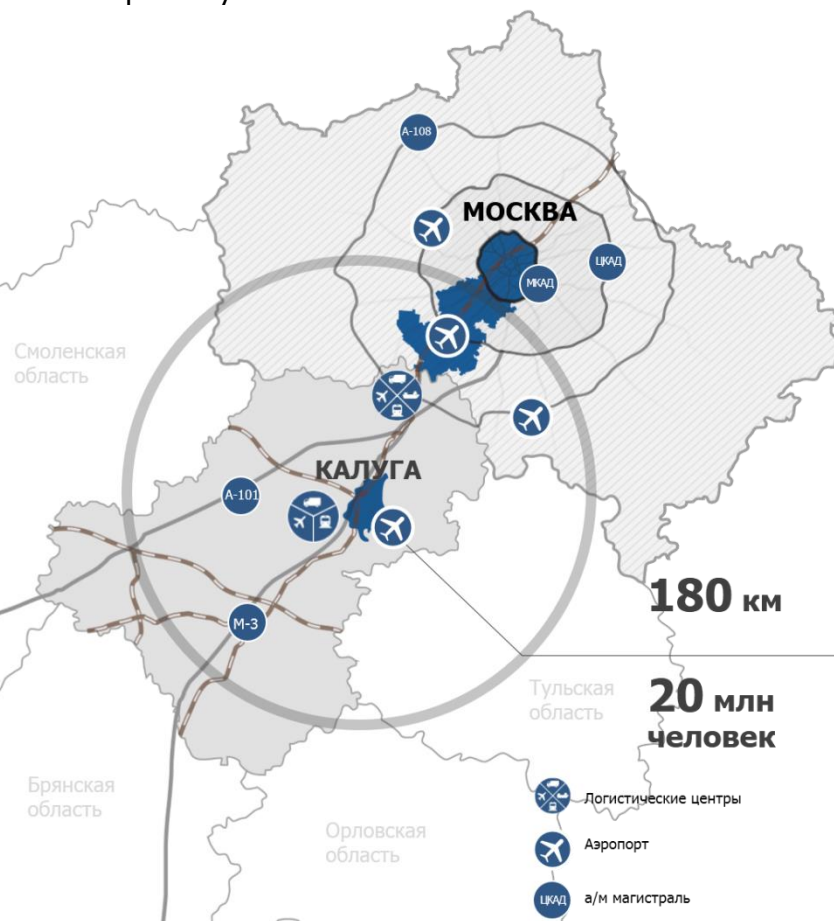 А-108
МОСКВА
ЦКАД
МКАД
Смоленская
область
КАЛУГА
А-101
М-3
180 км
20 млн
человек
Тульская
область
Брянская
область
Орловская
область
Логистические центры
Аэропорт
ЦКАД
а/м магистраль